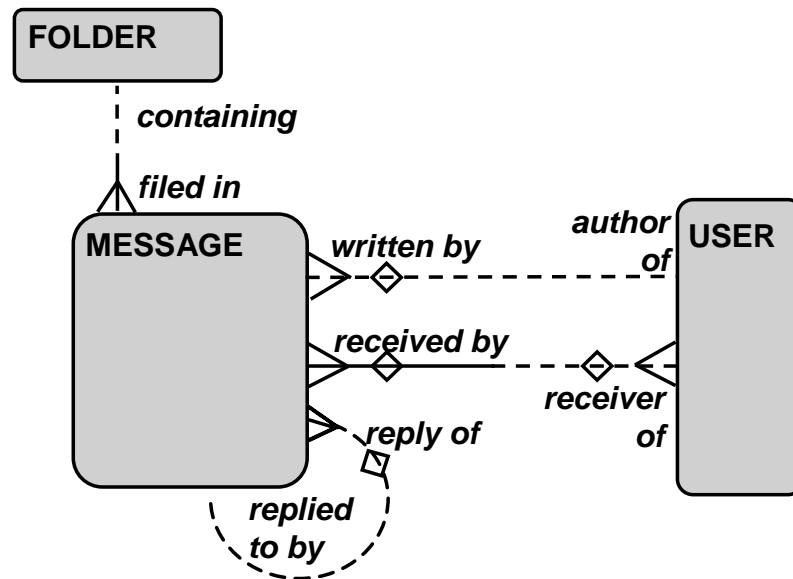 FOLDER
containing
filed in
MESSAGE
written by
author
of
USER
received by
receiver
of
reply of
replied
to by